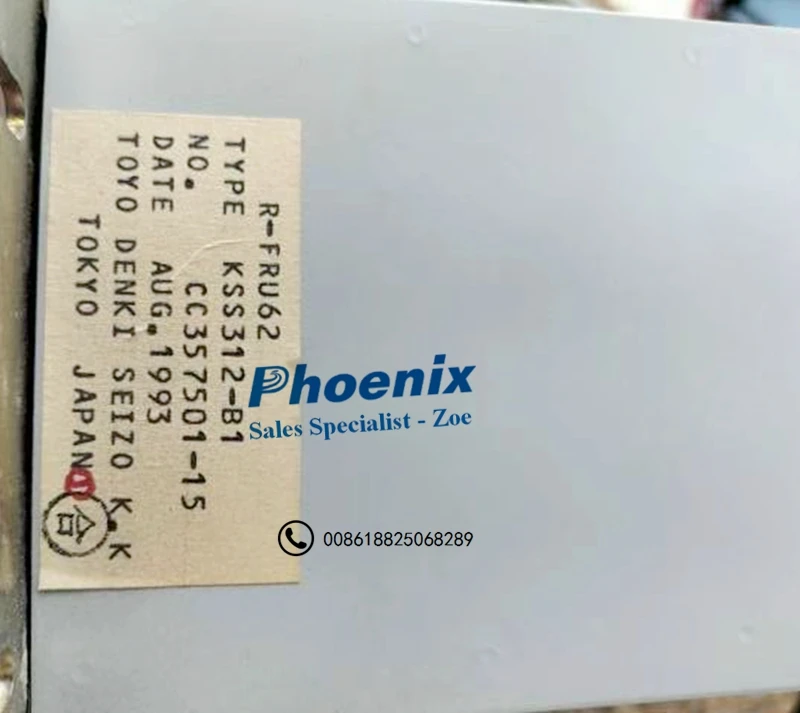 R-FRU62
TYPE KSS312-B1
NO. CC357501-15
DATE AUG.1993
TOYO DENKI SEIZO K.K
TOKYO JAPAN
合
Phoenix
Sales Specialist - Zoe
008618825068289